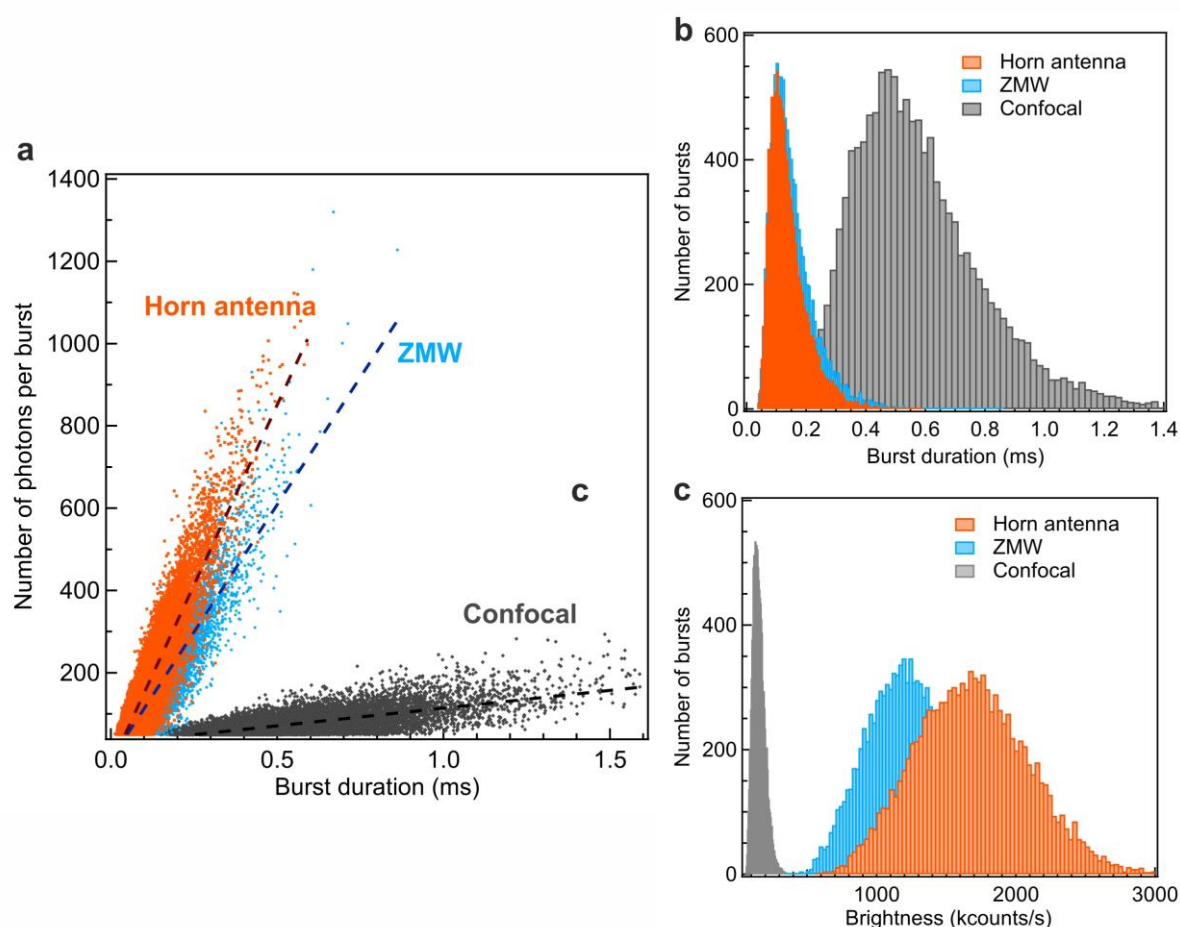 a
1400
1200
1000
800
600
400
200
0.0 0.5 1.0 1.5
Number of photons per burst
Burst duration (ms)
Horn antenna
ZMW
c
Confocal
b
600
400
200
0
0.0 0.2 0.4 0.6 0.8 1.0 1.2 1.4
Number of bursts
Burst duration (ms)
Horn antenna
ZMW
Confocal
c
600
400
200
0
1000 2000 3000
Number of bursts
Brightness (kcounts/s)
Horn antenna
ZMW
Confocal